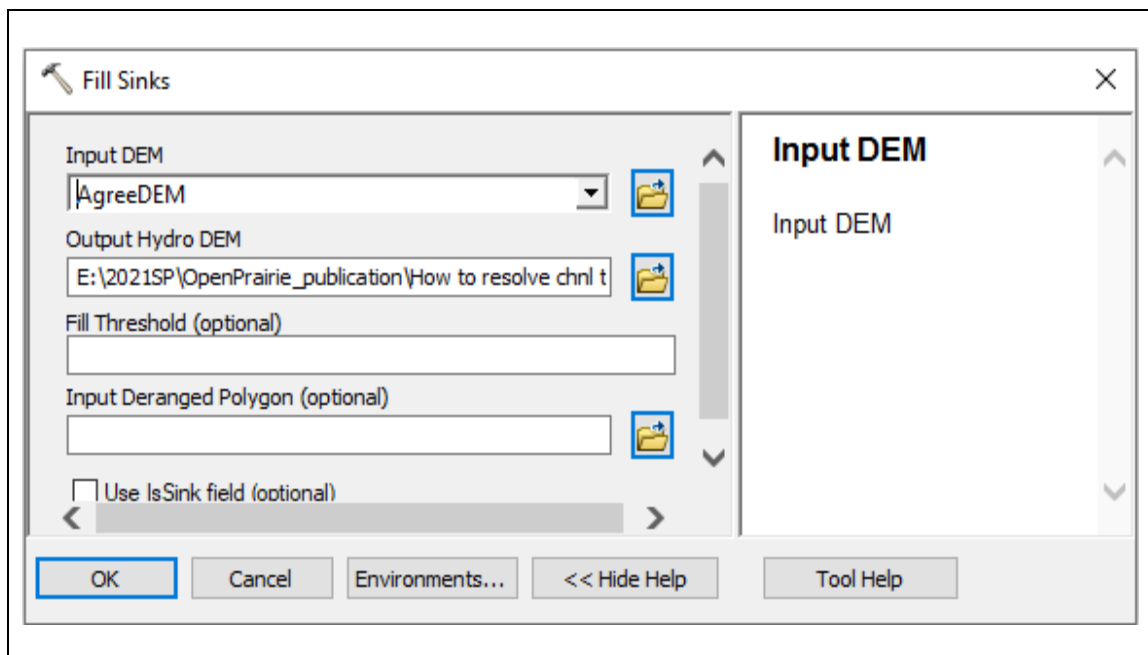 Fill Sinks
Input DEM
AgreeDEM
Output Hydro DEM
E:\2021SP\OpenPrairie_publication\How to resolve chnl t
Fill Threshold (optional)
Input Deranged Polygon (optional)
Use IsSink field (optional)
OK
Cancel
Environments...
<< Hide Help
Input DEM
Input DEM
Tool Help